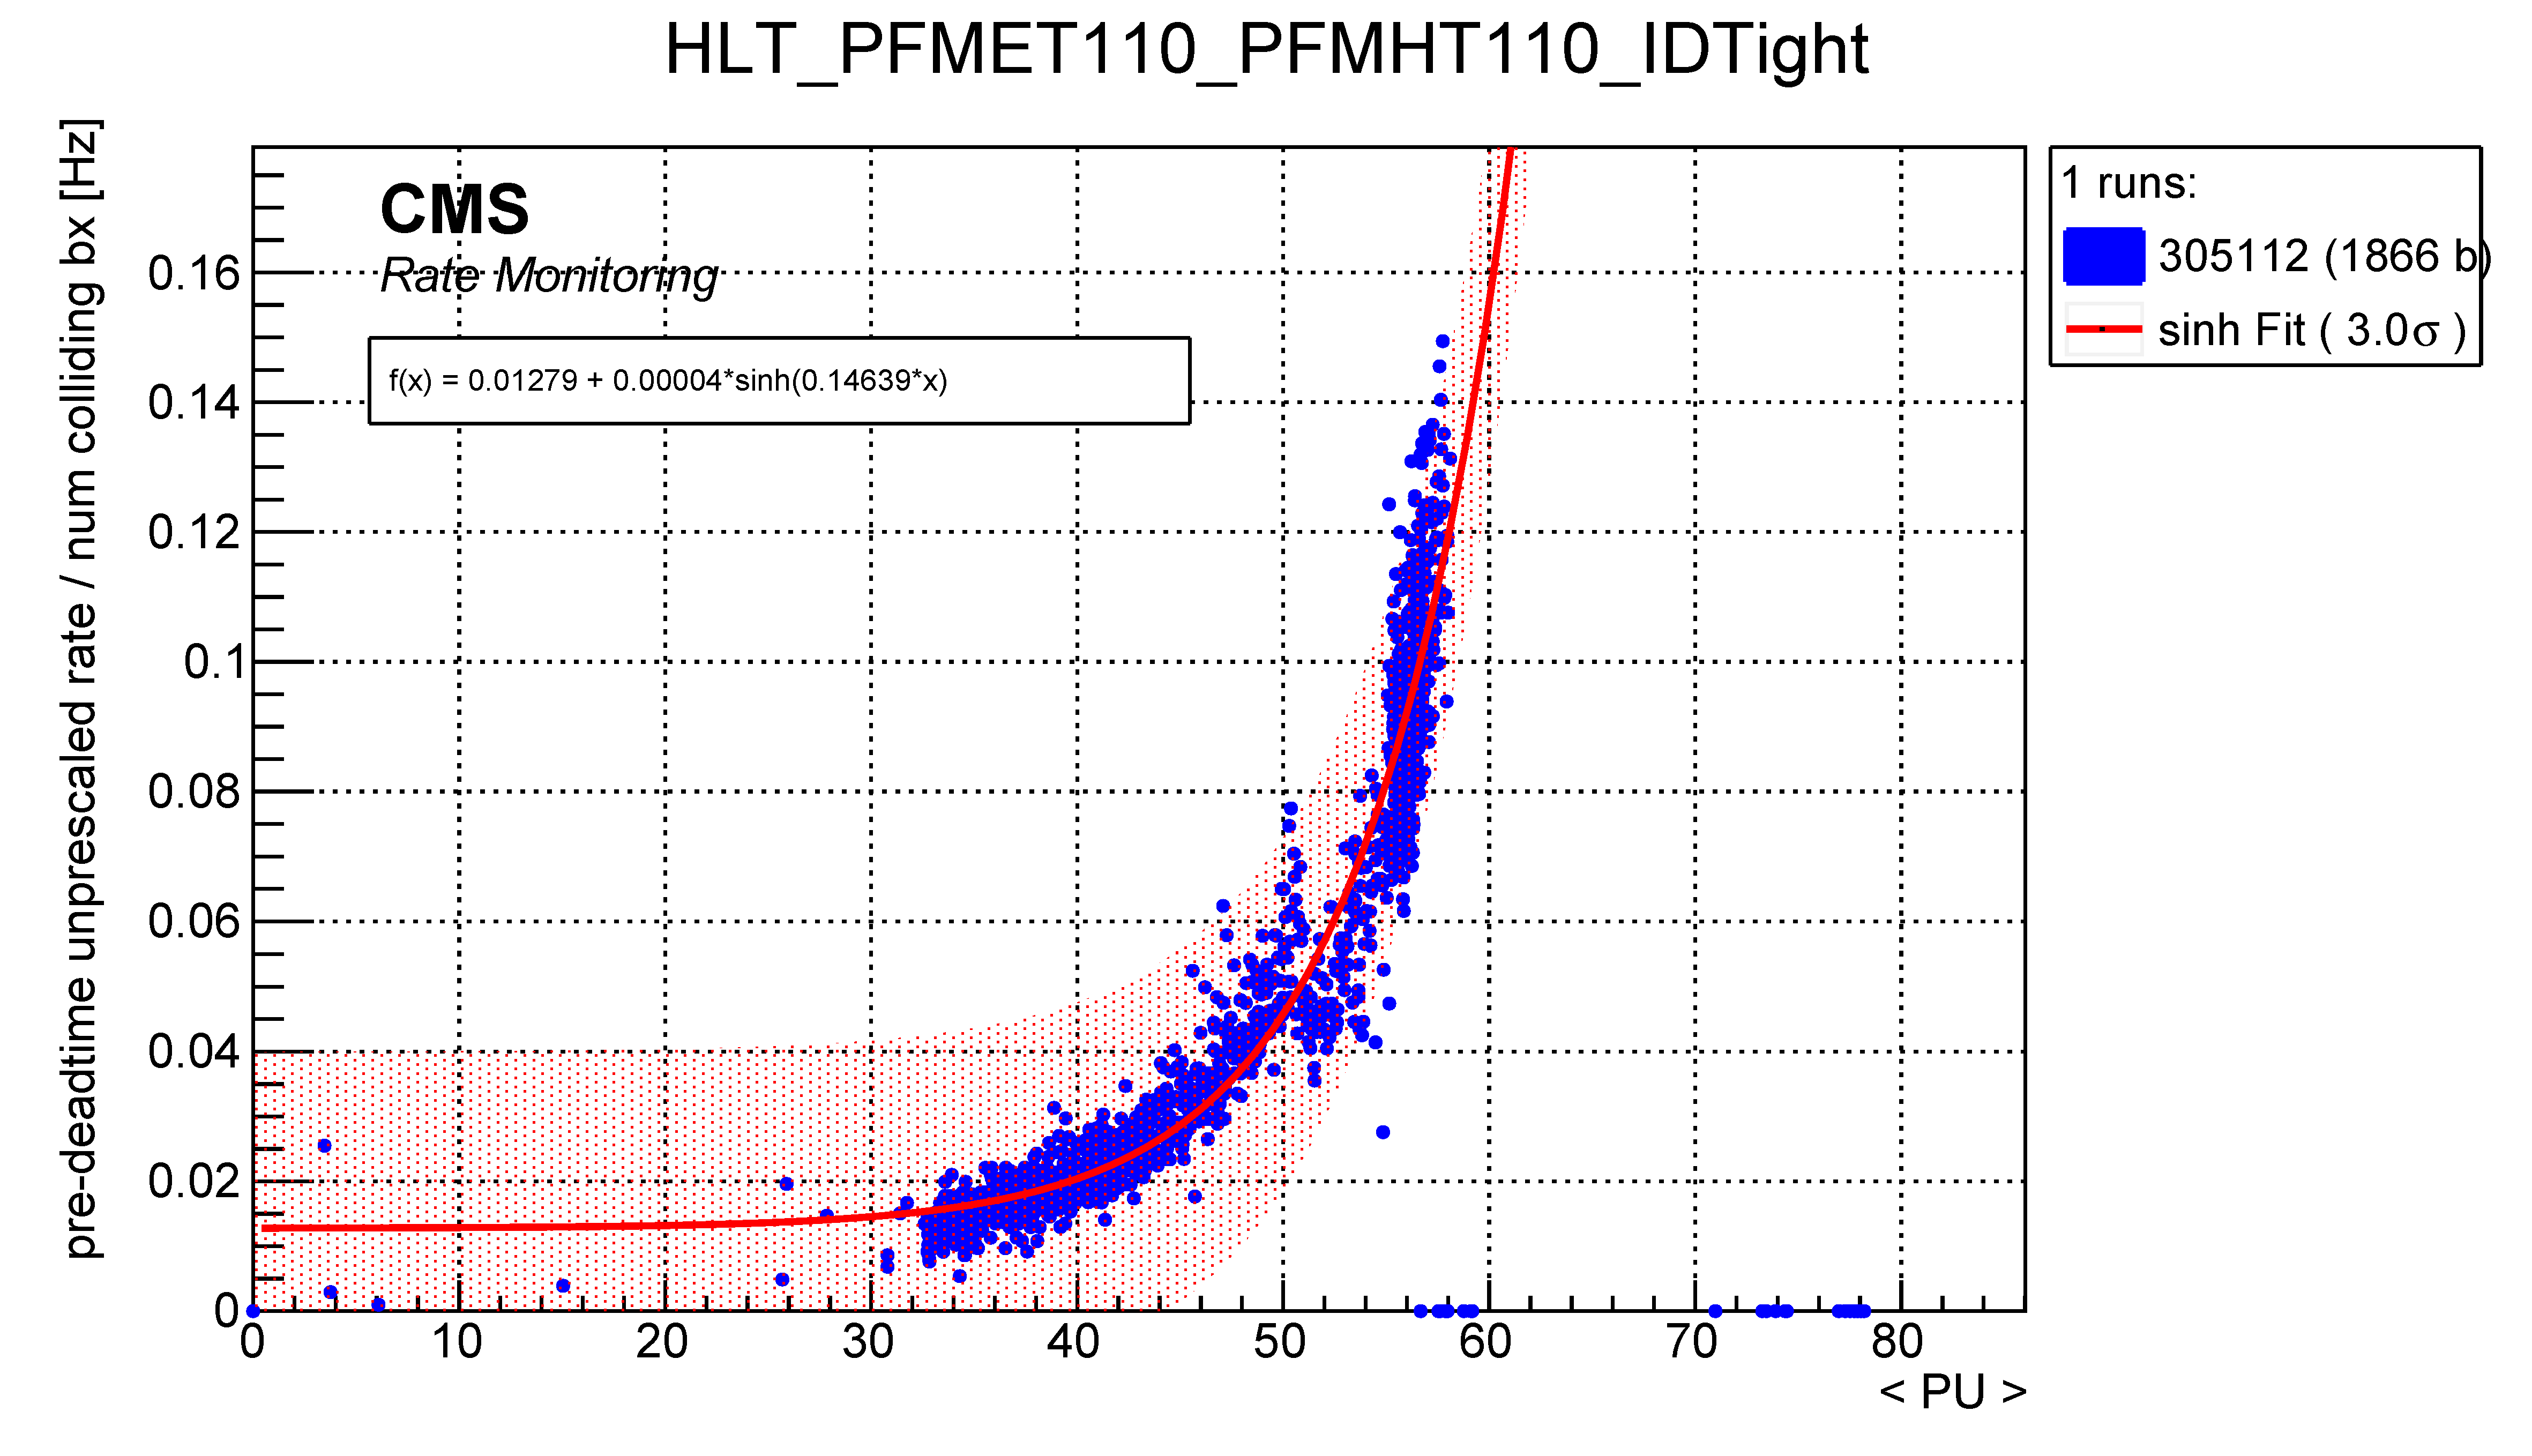 HLT_PFMET110_PFMHT110_IDTight
pre-deadtime unprescaled rate / num colliding bx [Hz]
CMS
Rate Monitoring
f(x) = 0.01279 + 0.00004*sinh(0.14639*x)
1 runs:
305112 (1866 b)
sinh Fit ( 3.0σ )
0.16
0.14
0.12
0.1
0.08
0.06
0.04
0.02
0
0 10 20 30 40 50 60 70 80
< PU >